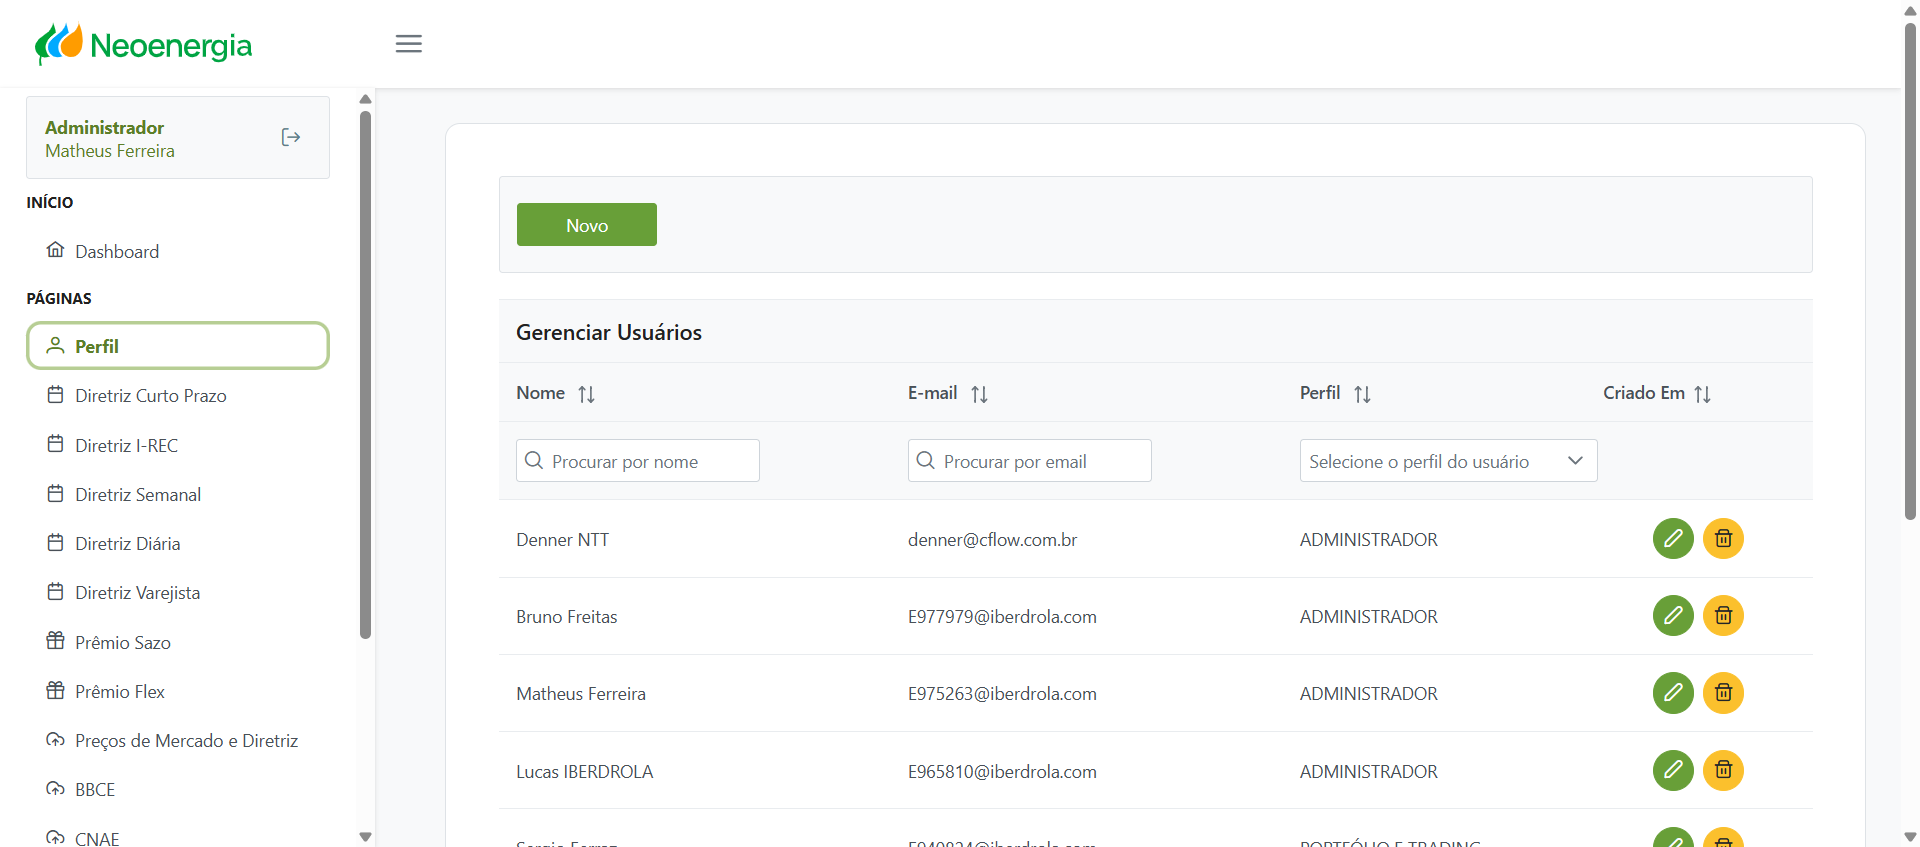 Neoenergia
Administrador
Matheus Ferreira
INÍCIO
Dashboard
PÁGINAS
Perfil
Diretriz Curto Prazo
Diretriz I-REC
Diretriz Semanal
Diretriz Diária
Diretriz Varejista
Prêmio Sazo
Prêmio Flex
Preços de Mercado e Diretriz
BBCE
CNAE
Novo
Gerenciar Usuários
Nome E-mail Perfil Criado Em
Procurar por nome Procurar por email Selecione o perfil do usuário
Denner NTT denner@cflow.com.br ADMINISTRADOR
Bruno Freitas E977979@iberdrola.com ADMINISTRADOR
Matheus Ferreira E975263@iberdrola.com ADMINISTRADOR
Lucas IBERDROLA E965810@iberdrola.com ADMINISTRADOR